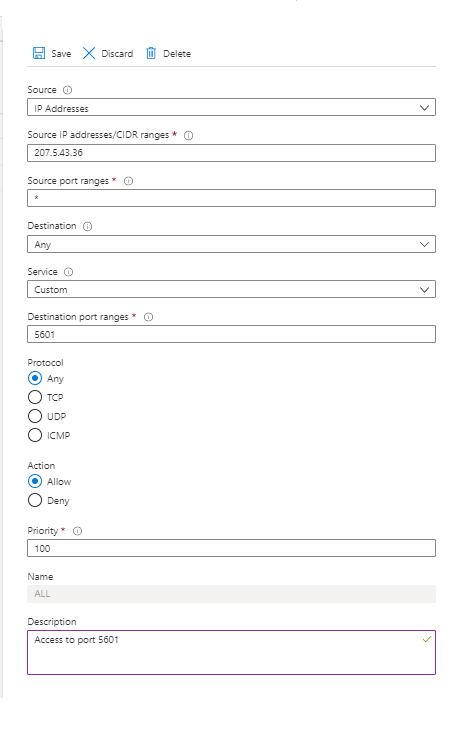 Save Discard Delete
Source
IP Addresses
Source IP addresses/CIDR ranges *
207.5.43.36
Source port ranges *
*
Destination
Any
Service
Custom
Destination port ranges *
5601
Protocol
Any
TCP
UDP
ICMP
Action
Allow
Deny
Priority *
100
Name
ALL
Description
Access to port 5601